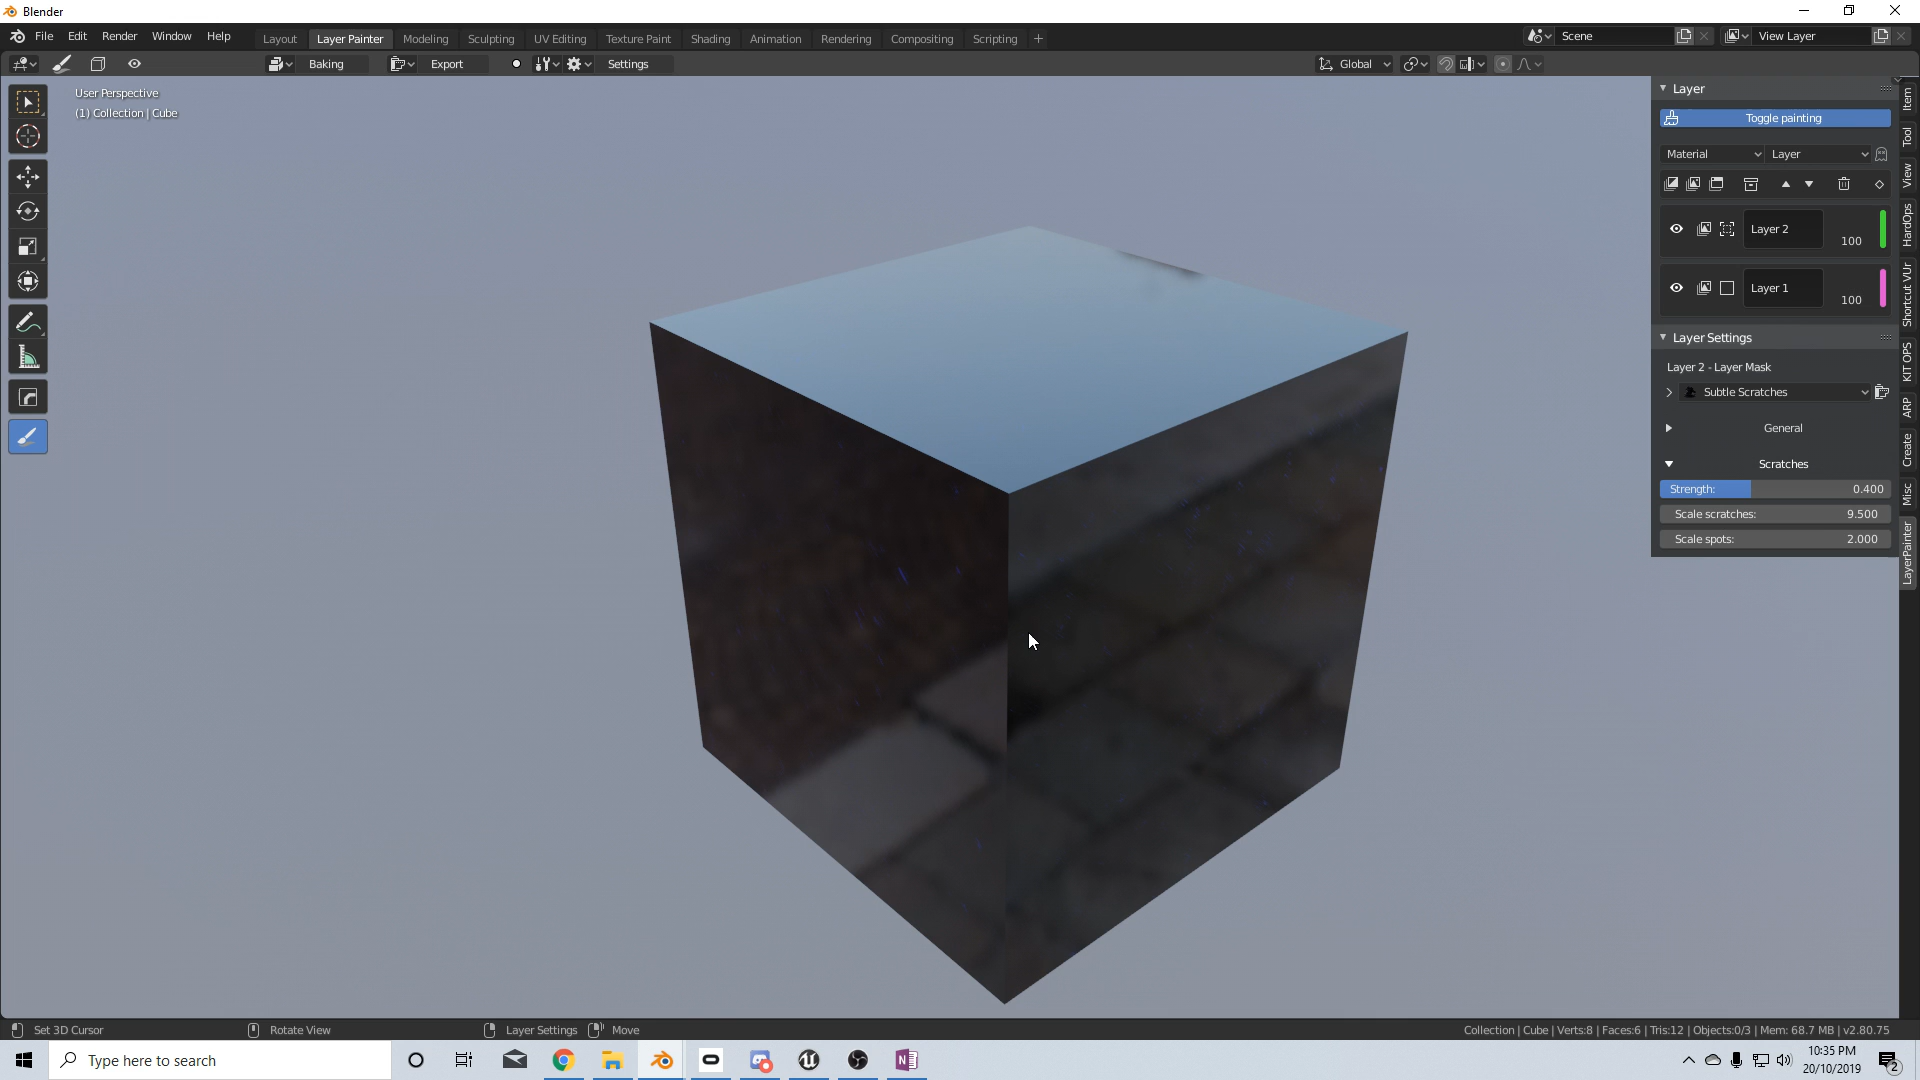 Blender
File Edit Render Window Help
Layout Layer Painter Modeling Sculpting UV Editing Texture Paint Shading Animation Rendering Compositing Scripting +
Scene
View Layer
Baking Export Settings
Global
User Perspective
(1) Collection | Cube
Layer
Toggle painting
Material Layer
Layer 2
100
Layer 1
100
Layer Settings
Layer 2 - Layer Mask
Subtle Scratches
General
Scratches
Strength: 0.400
Scale scratches: 9.500
Scale spots: 2.000
Item
Tool
View
HardOps
Shortcut VUr
KIT OPS
ARP
Create
Misc
LayerPainter
Set 3D Cursor
Rotate View
Layer Settings
Move
Collection | Cube | Verts:8 | Faces:6 | Tris:12 | Objects:0/3 | Mem: 68.7 MB | v2.80.75
Type here to search
10:35 PM
20/10/2019
2